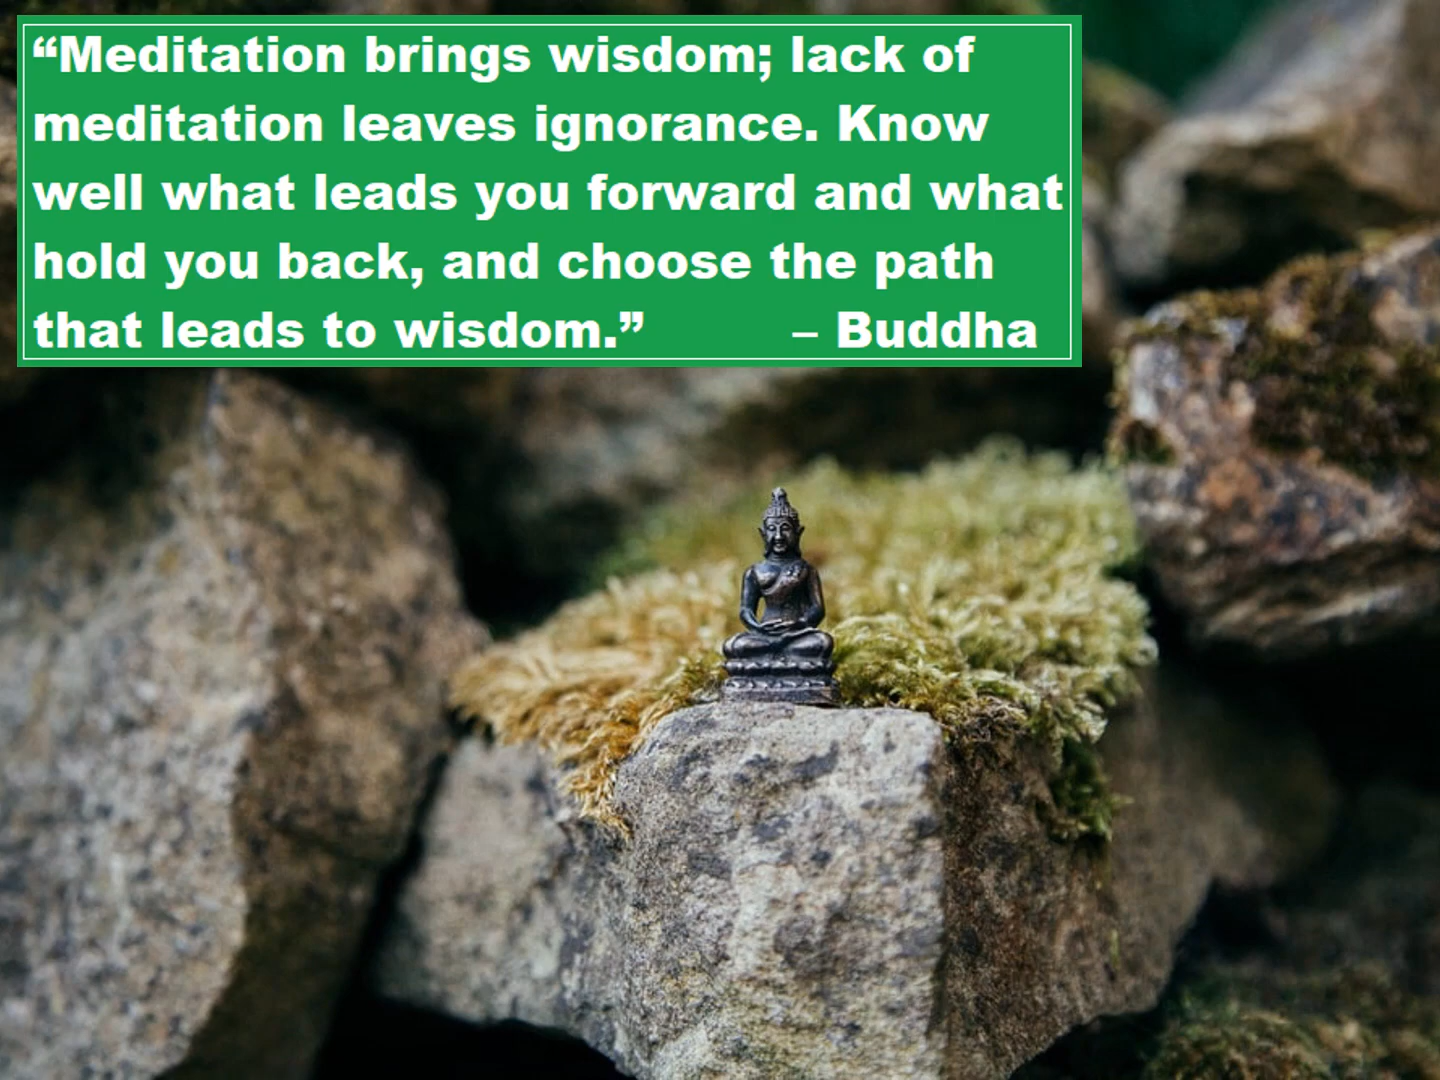 “Meditation brings wisdom; lack of
meditation leaves ignorance. Know
well what leads you forward and what
hold you back, and choose the path
that leads to wisdom.” – Buddha